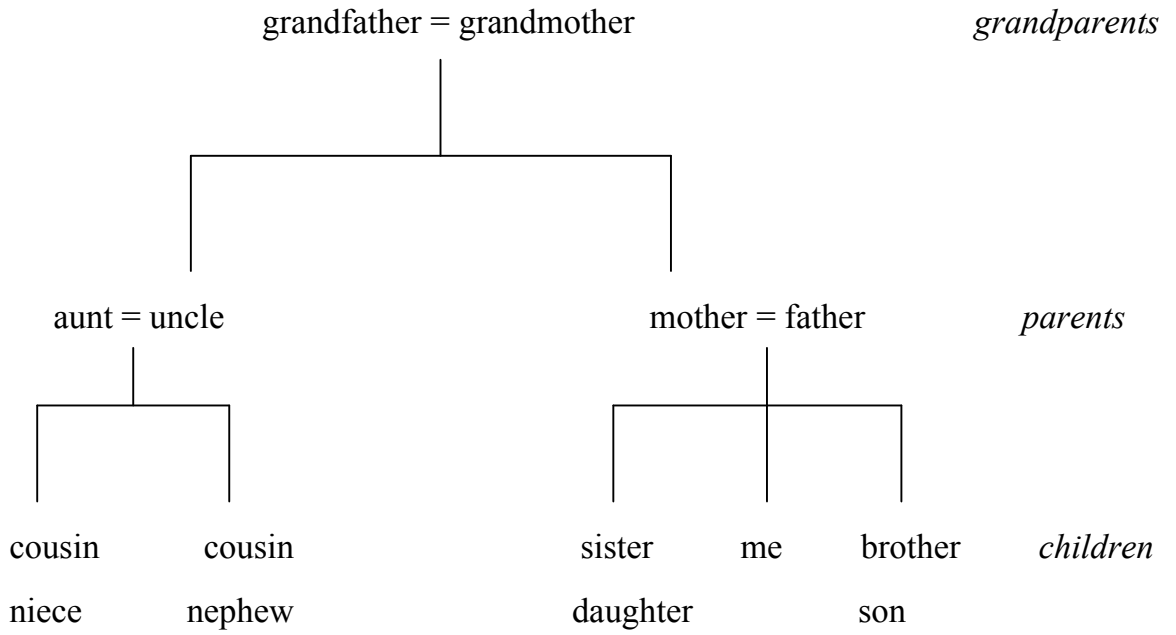 grandfather = grandmother grandparents
aunt = uncle mother = father parents
cousin cousin sister me brother children
niece nephew daughter son